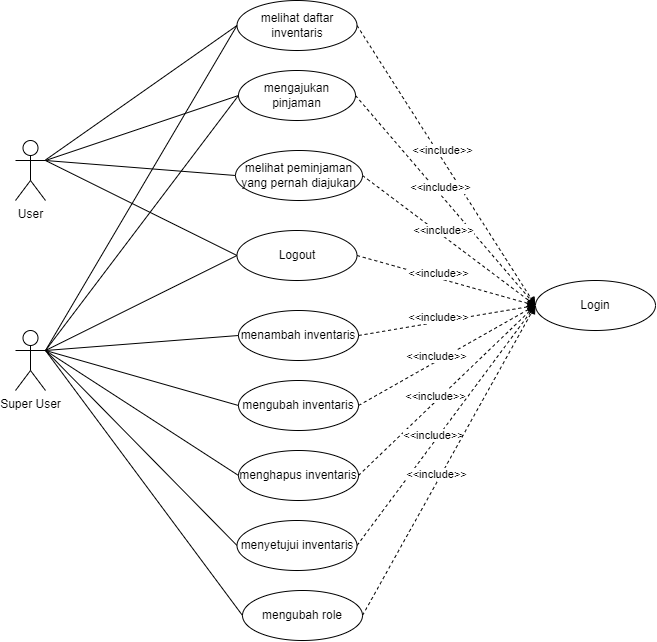 melihat daftar
inventaris
mengajukan
pinjaman
<<include>>
User
melihat peminjaman
yang pernah diajukan
<<include>>
<<include>>
Logout
<<include>>
Login
Super User
menambah inventaris
<<include>>
mengubah inventaris
<<include>>
menghapus inventaris
<<include>>
<<include>>
menyetujui inventaris
<<include>>
mengubah role